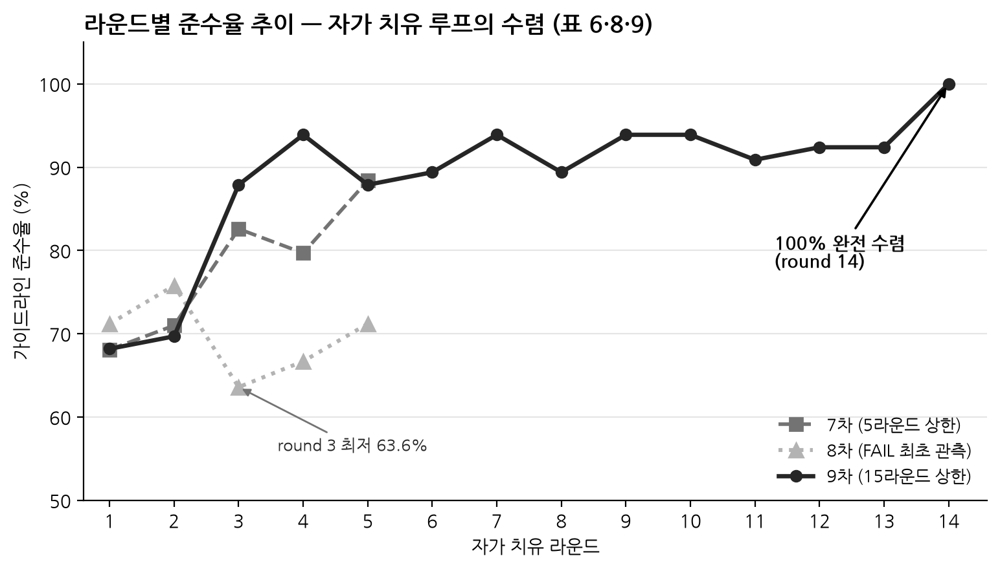 라운드별 준수율 추이 — 자가 치유 루프의 수렴 (표 6·8·9)
가이드라인 준수율 (%)
100
90
80
70
60
50
100% 완전 수렴
(round 14)
round 3 최저 63.6%
7차 (5라운드 상한)
8차 (FAIL 최초 관측)
9차 (15라운드 상한)
1 2 3 4 5 6 7 8 9 10 11 12 13 14
자가 치유 라운드